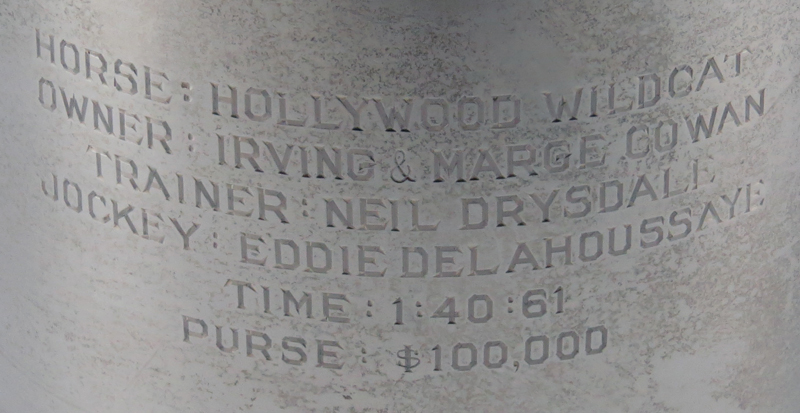 HORSE: HOLLYWOOD WILDCAT
OWNER: IRVING & MARGE COWAN
TRAINER: NEIL DRYSDALE
JOCKEY: EDDIE DELAHOUSSAYE
TIME: 1:40:61
PURSE: $100,000